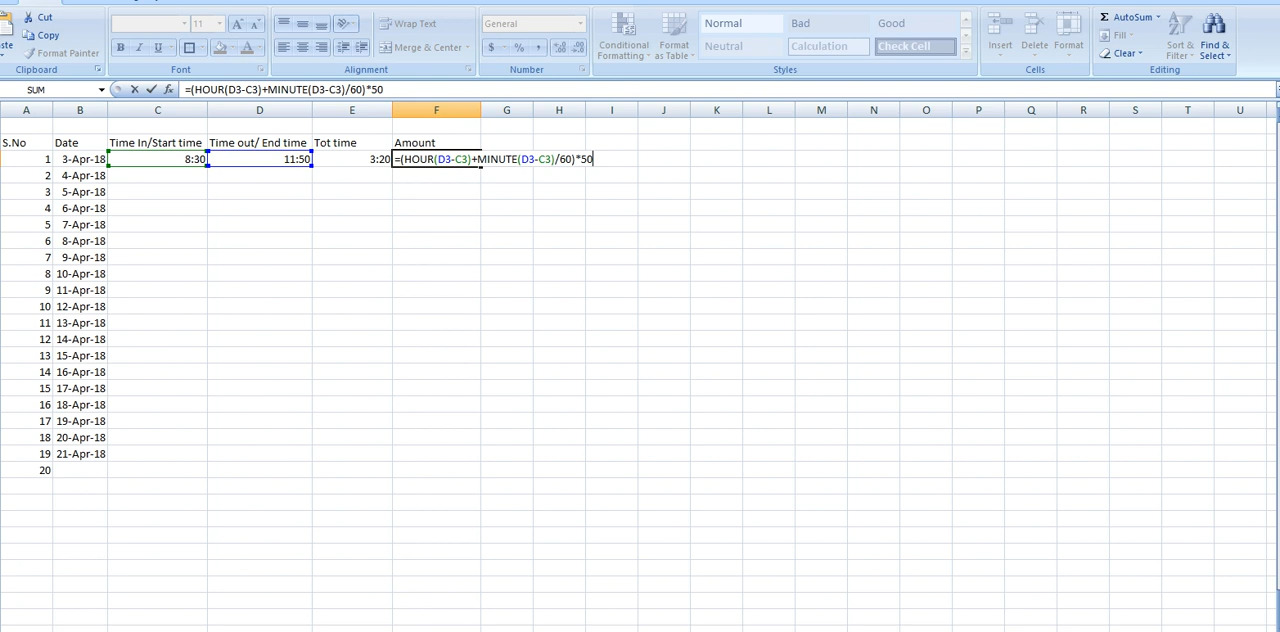 Cut
Copy
Format Painter
ste
Clipboard
11
A A
B I U
A
Font
Wrap Text
Merge & Center
Alignment
General
$ % ,
Number
Conditional Formatting
Format as Table
Normal Bad Good
Neutral Calculation Check Cell
Styles
Insert Delete Format
Cells
Σ AutoSum
Fill
Clear
Sort & Filter
Find & Select
Editing
SUM fx =(HOUR(D3-C3)+MINUTE(D3-C3)/60)*50
A B C D E F G H I J K L M N O P Q R S T U
S.No Date Time In/Start time Time out/ End time Tot time Amount
1 3-Apr-18 8:30 11:50 3:20 =(HOUR(D3-C3)+MINUTE(D3-C3)/60)*50
2 4-Apr-18
3 5-Apr-18
4 6-Apr-18
5 7-Apr-18
6 8-Apr-18
7 9-Apr-18
8 10-Apr-18
9 11-Apr-18
10 12-Apr-18
11 13-Apr-18
12 14-Apr-18
13 15-Apr-18
14 16-Apr-18
15 17-Apr-18
16 18-Apr-18
17 19-Apr-18
18 20-Apr-18
19 21-Apr-18
20